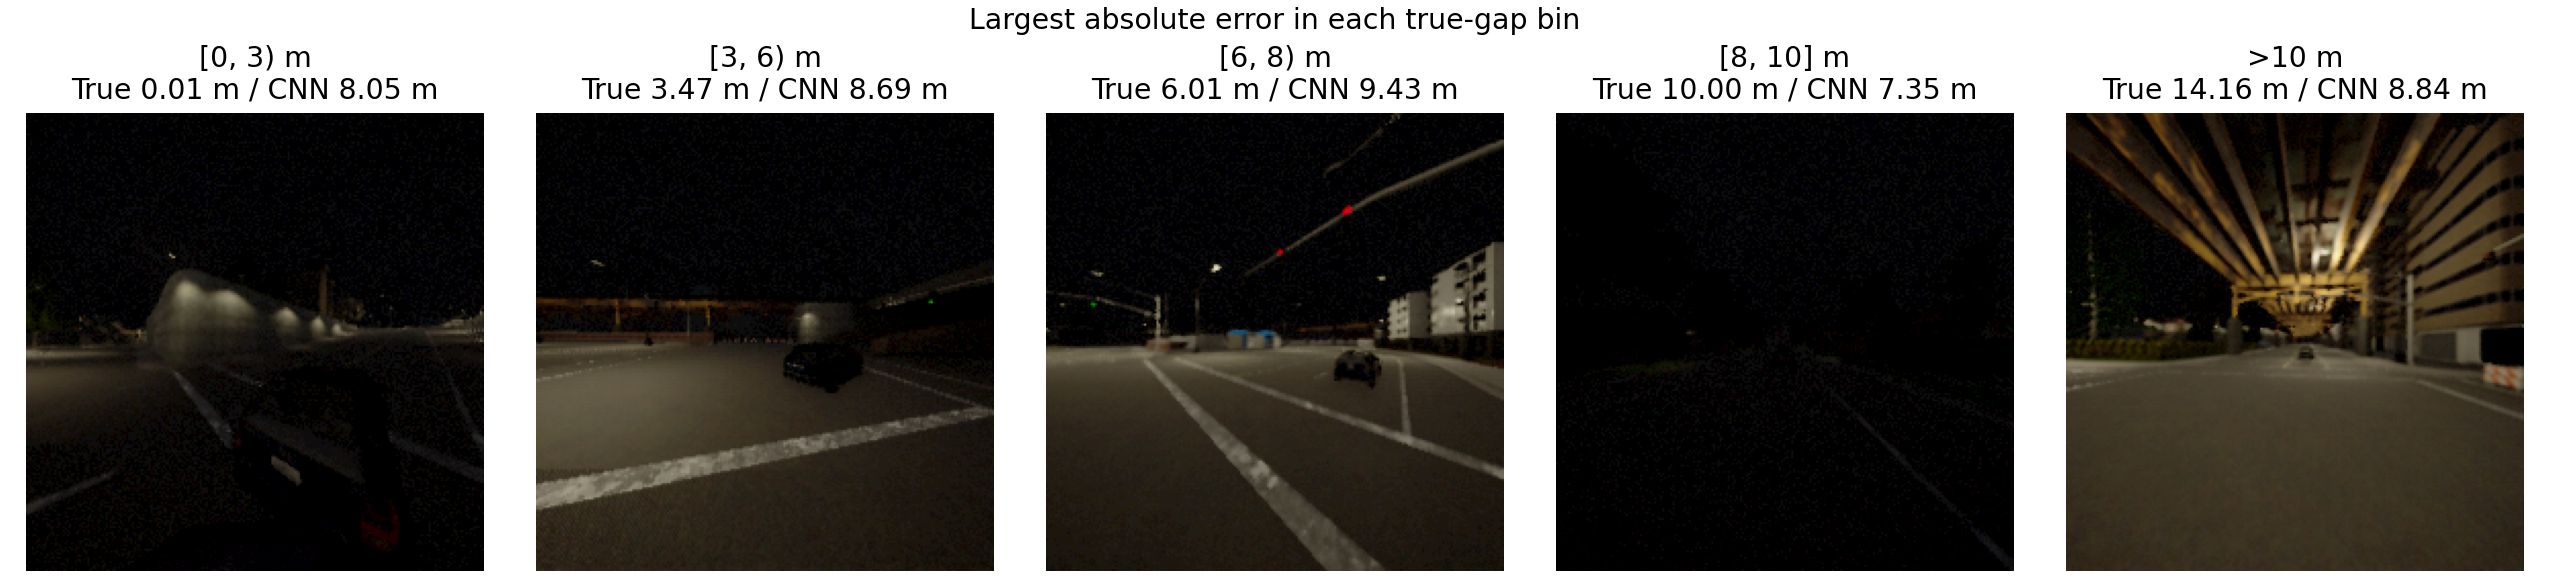 Largest absolute error in each true-gap bin
[0, 3) m
True 0.01 m / CNN 8.05 m
[3, 6) m
True 3.47 m / CNN 8.69 m
[6, 8) m
True 6.01 m / CNN 9.43 m
[8, 10] m
True 10.00 m / CNN 7.35 m
>10 m
True 14.16 m / CNN 8.84 m